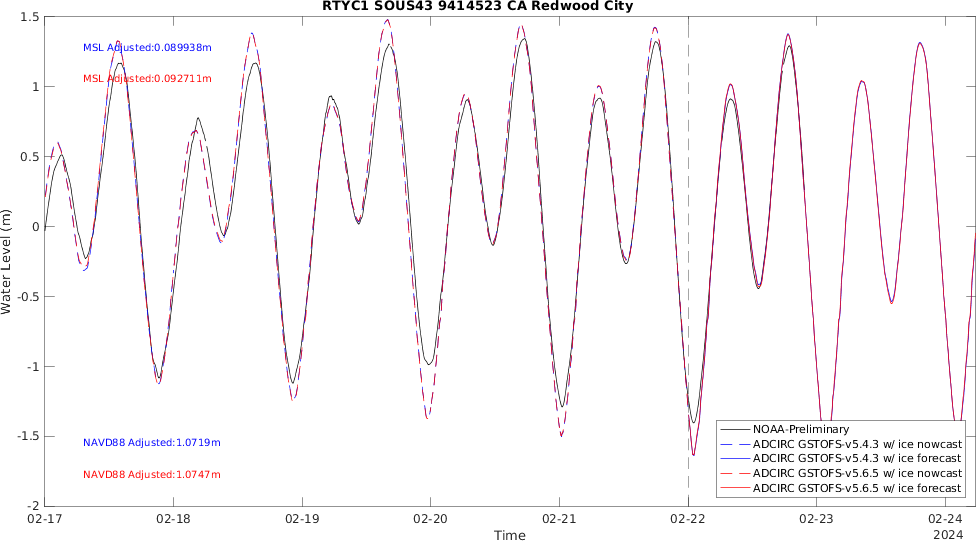 RTYC1 SOUS43 9414523 CA Redwood City
1.5
1
0.5
0
-0.5
-1
-1.5
-2
Water Level (m)
MSL Adjusted:0.089938m
MSL Adjusted:0.092711m
NAVD88 Adjusted:1.0719m
NAVD88 Adjusted:1.0747m
NOAA-Preliminary
ADCIRC GSTOFS-v5.4.3 w/ ice nowcast
ADCIRC GSTOFS-v5.4.3 w/ ice forecast
ADCIRC GSTOFS-v5.6.5 w/ ice nowcast
ADCIRC GSTOFS-v5.6.5 w/ ice forecast
02-17 02-18 02-19 02-20 02-21 02-22 02-23 02-24
Time
2024